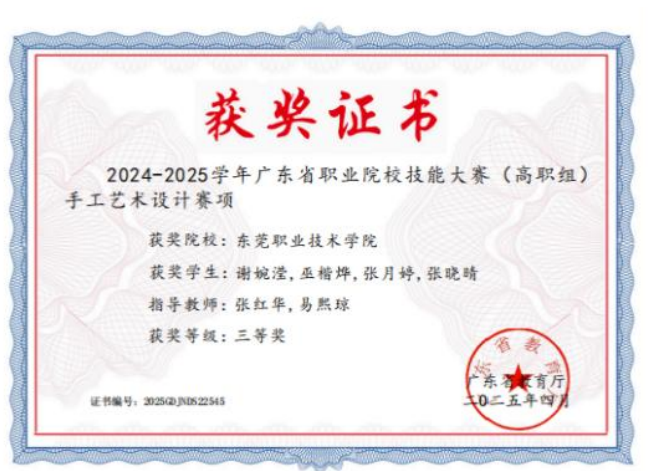 获奖证书
2024-2025学年广东省职业院校技能大赛（高职组）
手工艺术设计赛项
获奖院校：东莞职业技术学院
获奖学生：谢婉滢,巫楷烨,张月婷,张晓晴
指导教师：张红华,易熙琼
获奖等级：三等奖
广东省教育厅
证书编号：2025GDJNDS22545
二〇二五年四月